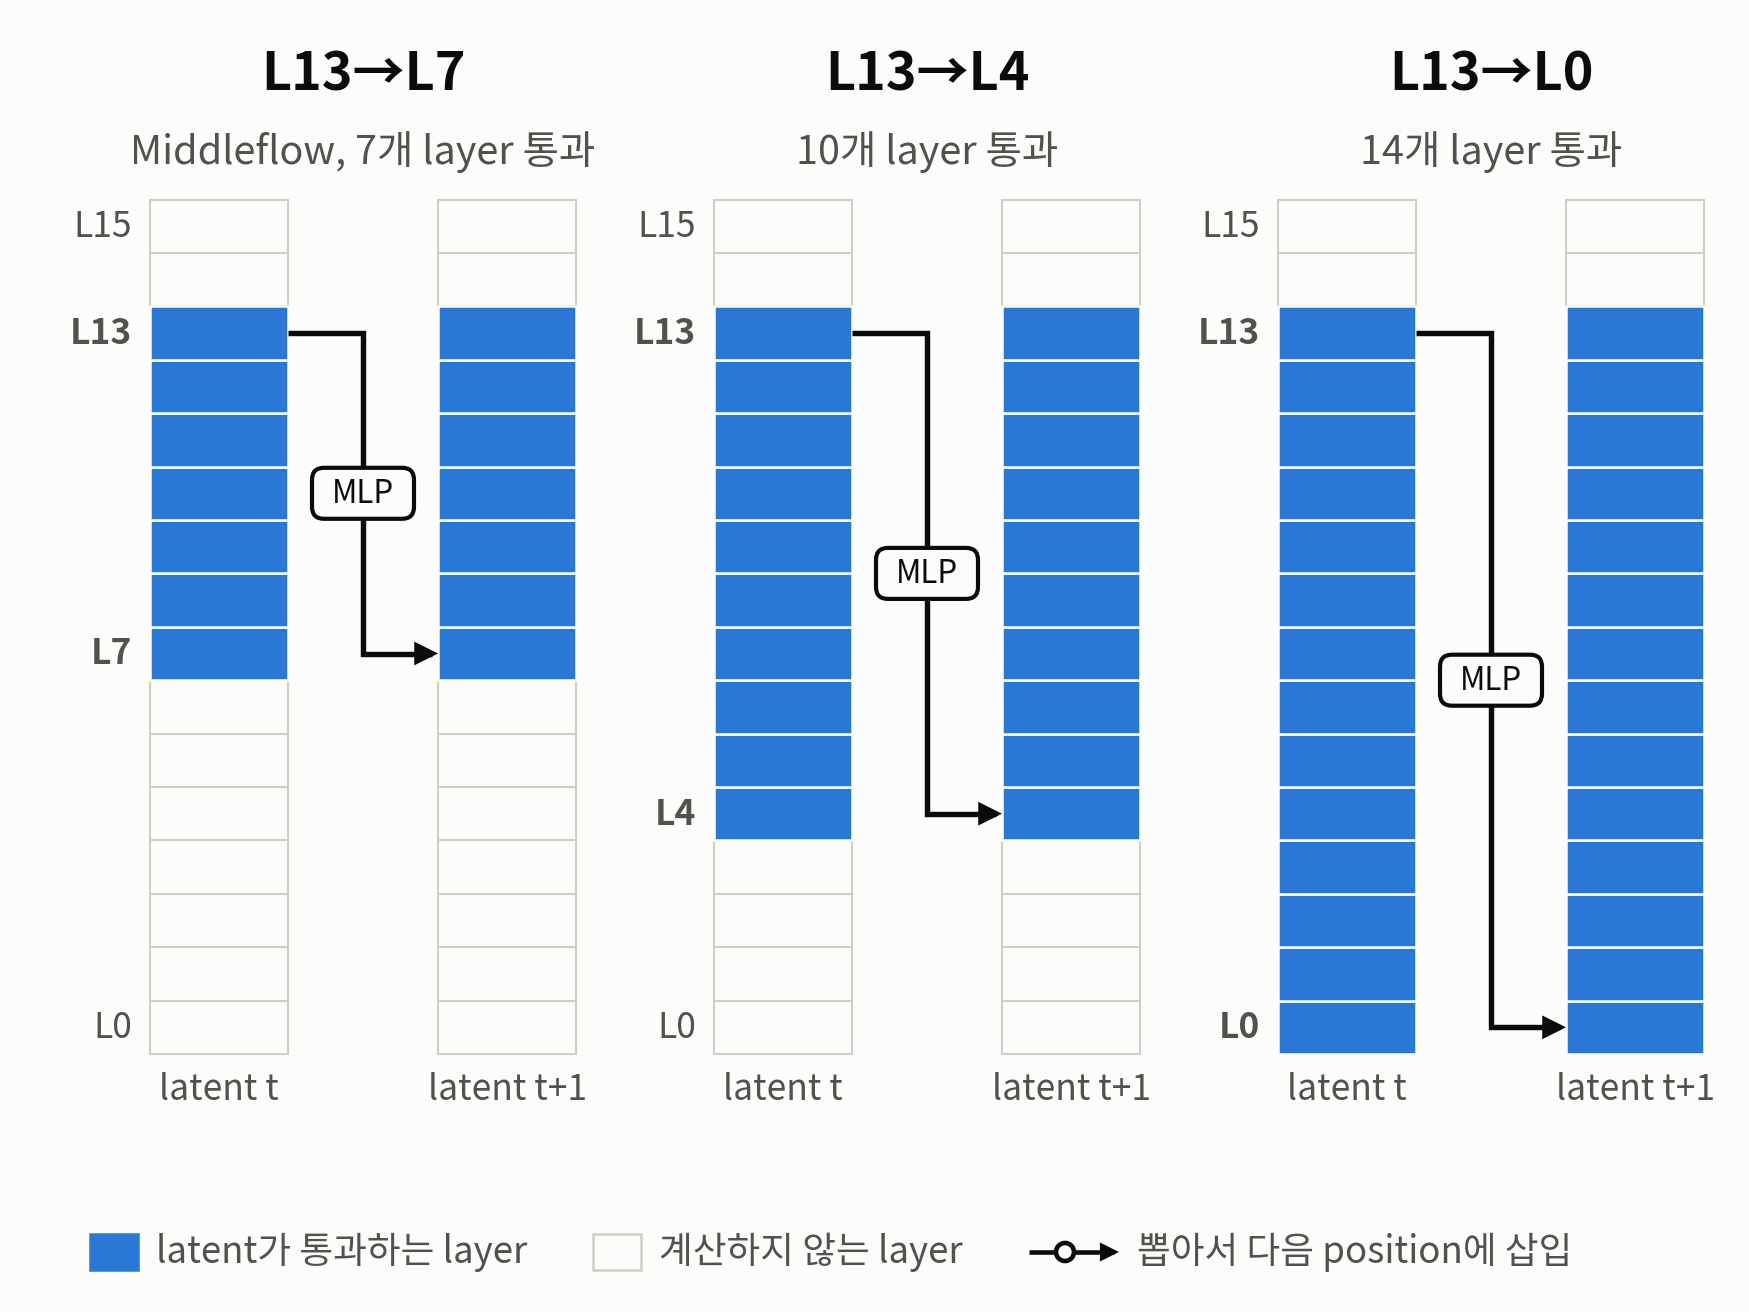 L13→L7
Middleflow, 7개 layer 통과
L15
L13
MLP
L7
L0
latent t
latent t+1
L13→L4
10개 layer 통과
L15
L13
MLP
L4
L0
latent t
latent t+1
L13→L0
14개 layer 통과
L15
L13
MLP
L0
latent t
latent t+1
latent가 통과하는 layer
계산하지 않는 layer
뽑아서 다음 position에 삽입